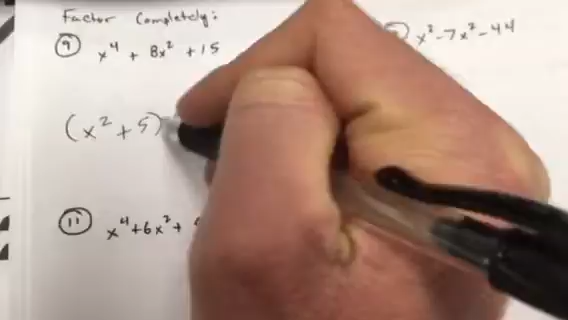 Factor Completely:
9 x⁴ + 8x² + 15
x²-7x²-44
(x² + 5)
11 x⁴+6x²+